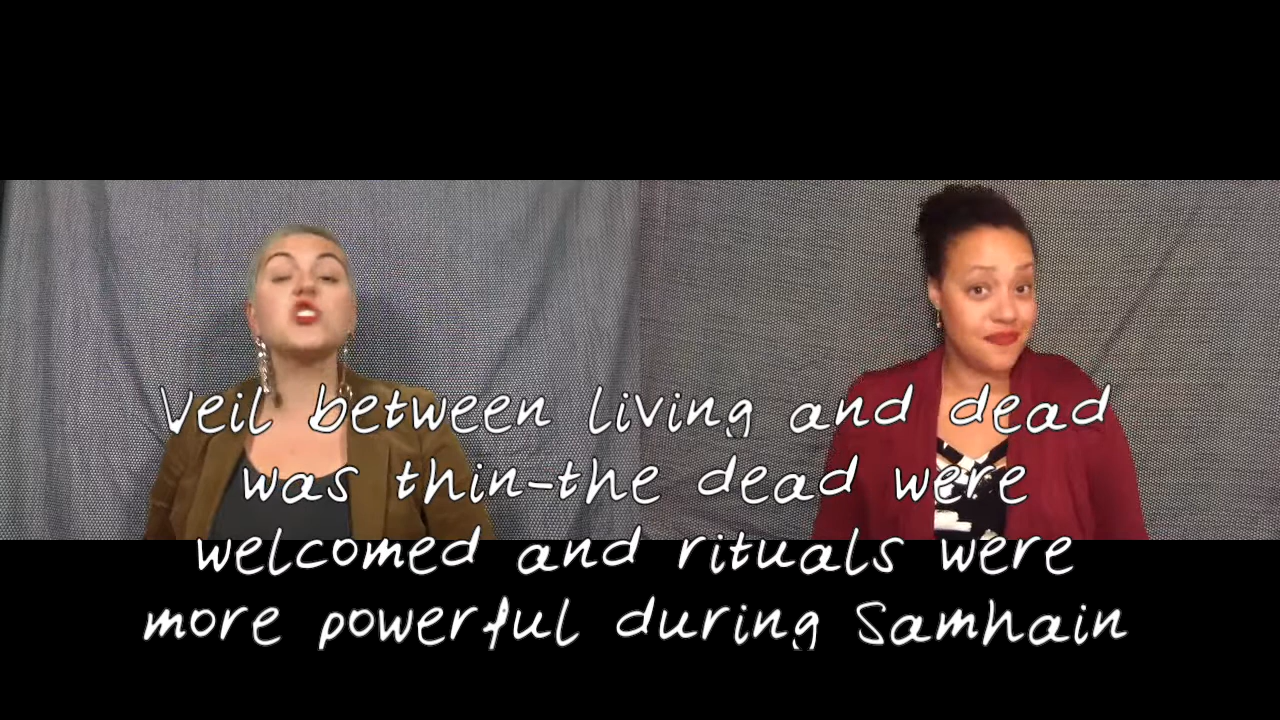 Veil between living and dead
was thin-the dead were
welcomed and rituals were
more powerful during Samhain